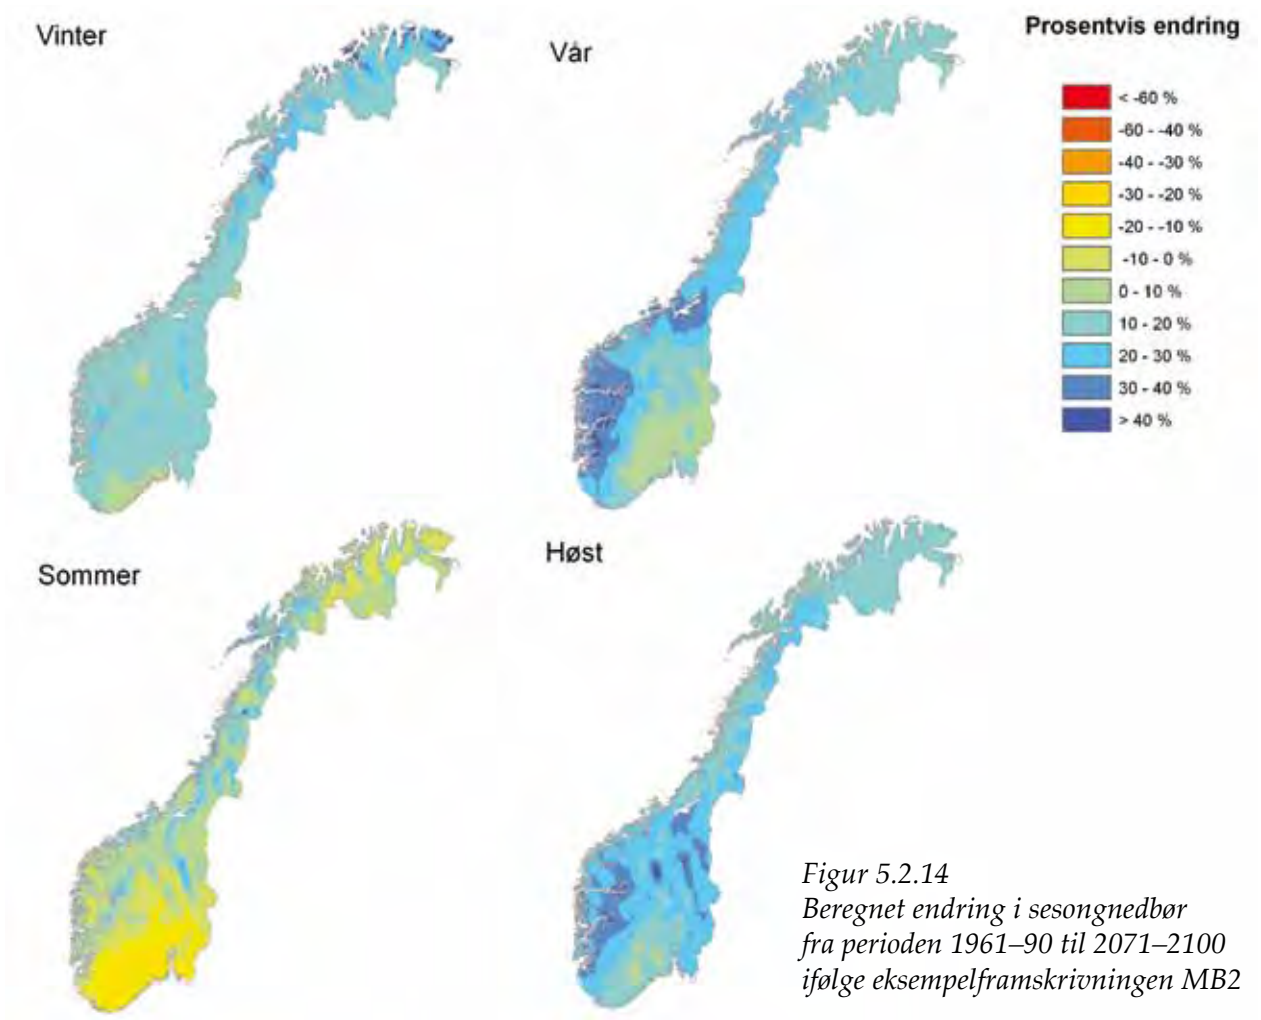 Vinter
Vår
Prosentvis endring
< -60 %
-60 - -40 %
-40 - -30 %
-30 - -20 %
-20 - -10 %
-10 - 0 %
0 - 10 %
10 - 20 %
20 - 30 %
30 - 40 %
> 40 %
Sommer
Høst
Figur 5.2.14
Beregnet endring i sesongnedbør
fra perioden 1961–90 til 2071–2100
ifølge eksempelframskrivningen MB2